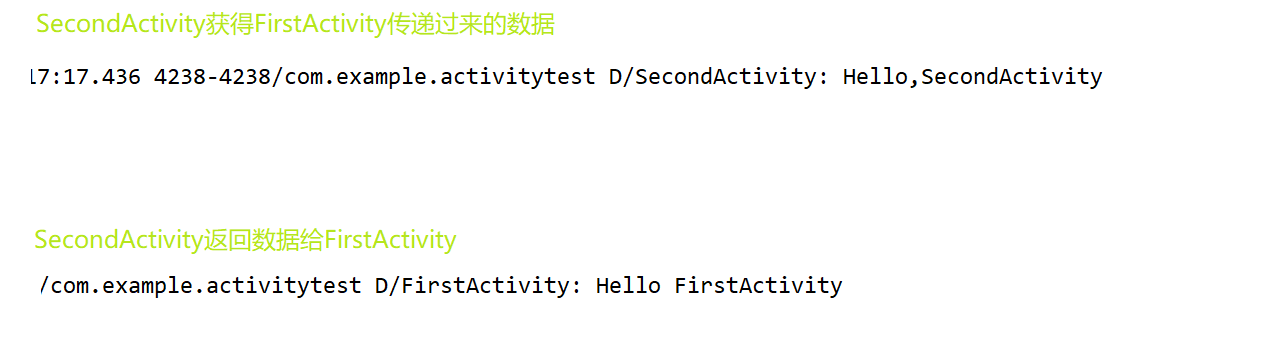 SecondActivity获得FirstActivity传递过来的数据
17:17.436 4238-4238/com.example.activitytest D/SecondActivity: Hello,SecondActivity
SecondActivity返回数据给FirstActivity
/com.example.activitytest D/FirstActivity: Hello FirstActivity